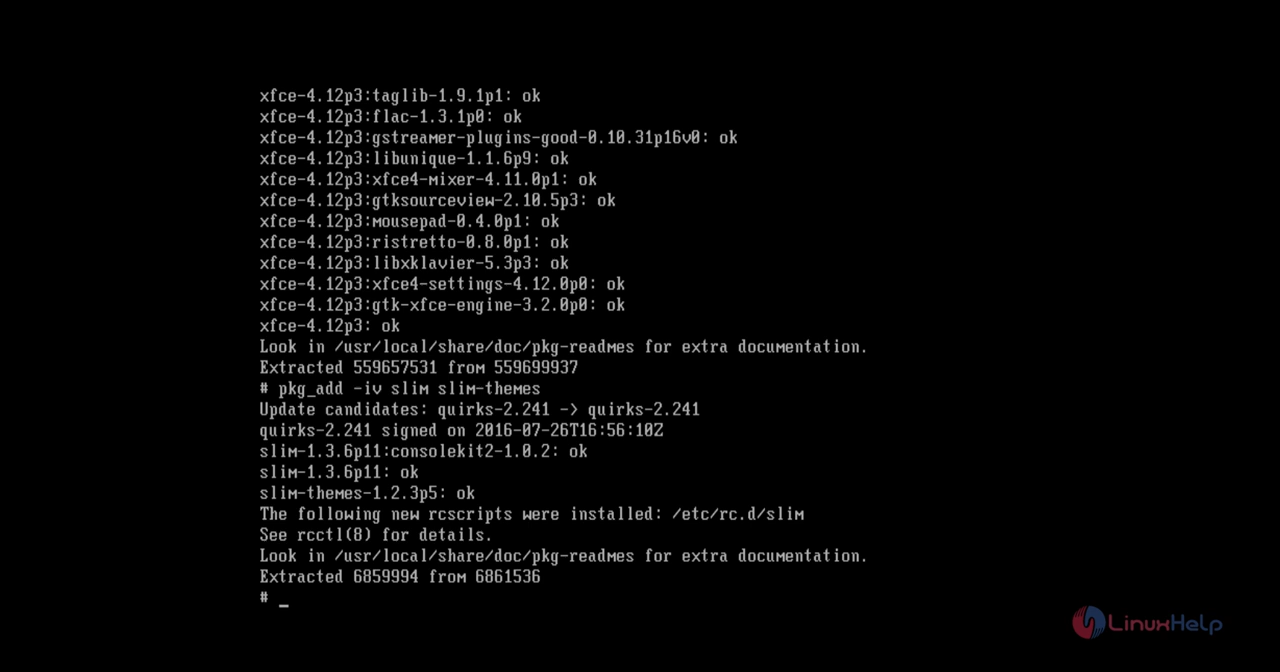 xfce-4.12p3:taglib-1.9.1p1: ok
xfce-4.12p3:flac-1.3.1p0: ok
xfce-4.12p3:gstreamer-plugins-good-0.10.31p16v0: ok
xfce-4.12p3:libunique-1.1.6p9: ok
xfce-4.12p3:xfce4-mixer-4.11.0p1: ok
xfce-4.12p3:gtksourceview-2.10.5p3: ok
xfce-4.12p3:mousepad-0.4.0p1: ok
xfce-4.12p3:ristretto-0.8.0p1: ok
xfce-4.12p3:libxklavier-5.3p3: ok
xfce-4.12p3:xfce4-settings-4.12.0p0: ok
xfce-4.12p3:gtk-xfce-engine-3.2.0p0: ok
xfce-4.12p3: ok
Look in /usr/local/share/doc/pkg-readmes for extra documentation.
Extracted 559657531 from 559699937
# pkg_add -iv slim slim-themes
Update candidates: quirks-2.241 -> quirks-2.241
quirks-2.241 signed on 2016-07-26T16:56:10Z
slim-1.3.6p11:consolekit2-1.0.2: ok
slim-1.3.6p11: ok
slim-themes-1.2.3p5: ok
The following new rcscripts were installed: /etc/rc.d/slim
See rcctl(8) for details.
Look in /usr/local/share/doc/pkg-readmes for extra documentation.
Extracted 6859994 from 6861536
# _
LinuxHelp